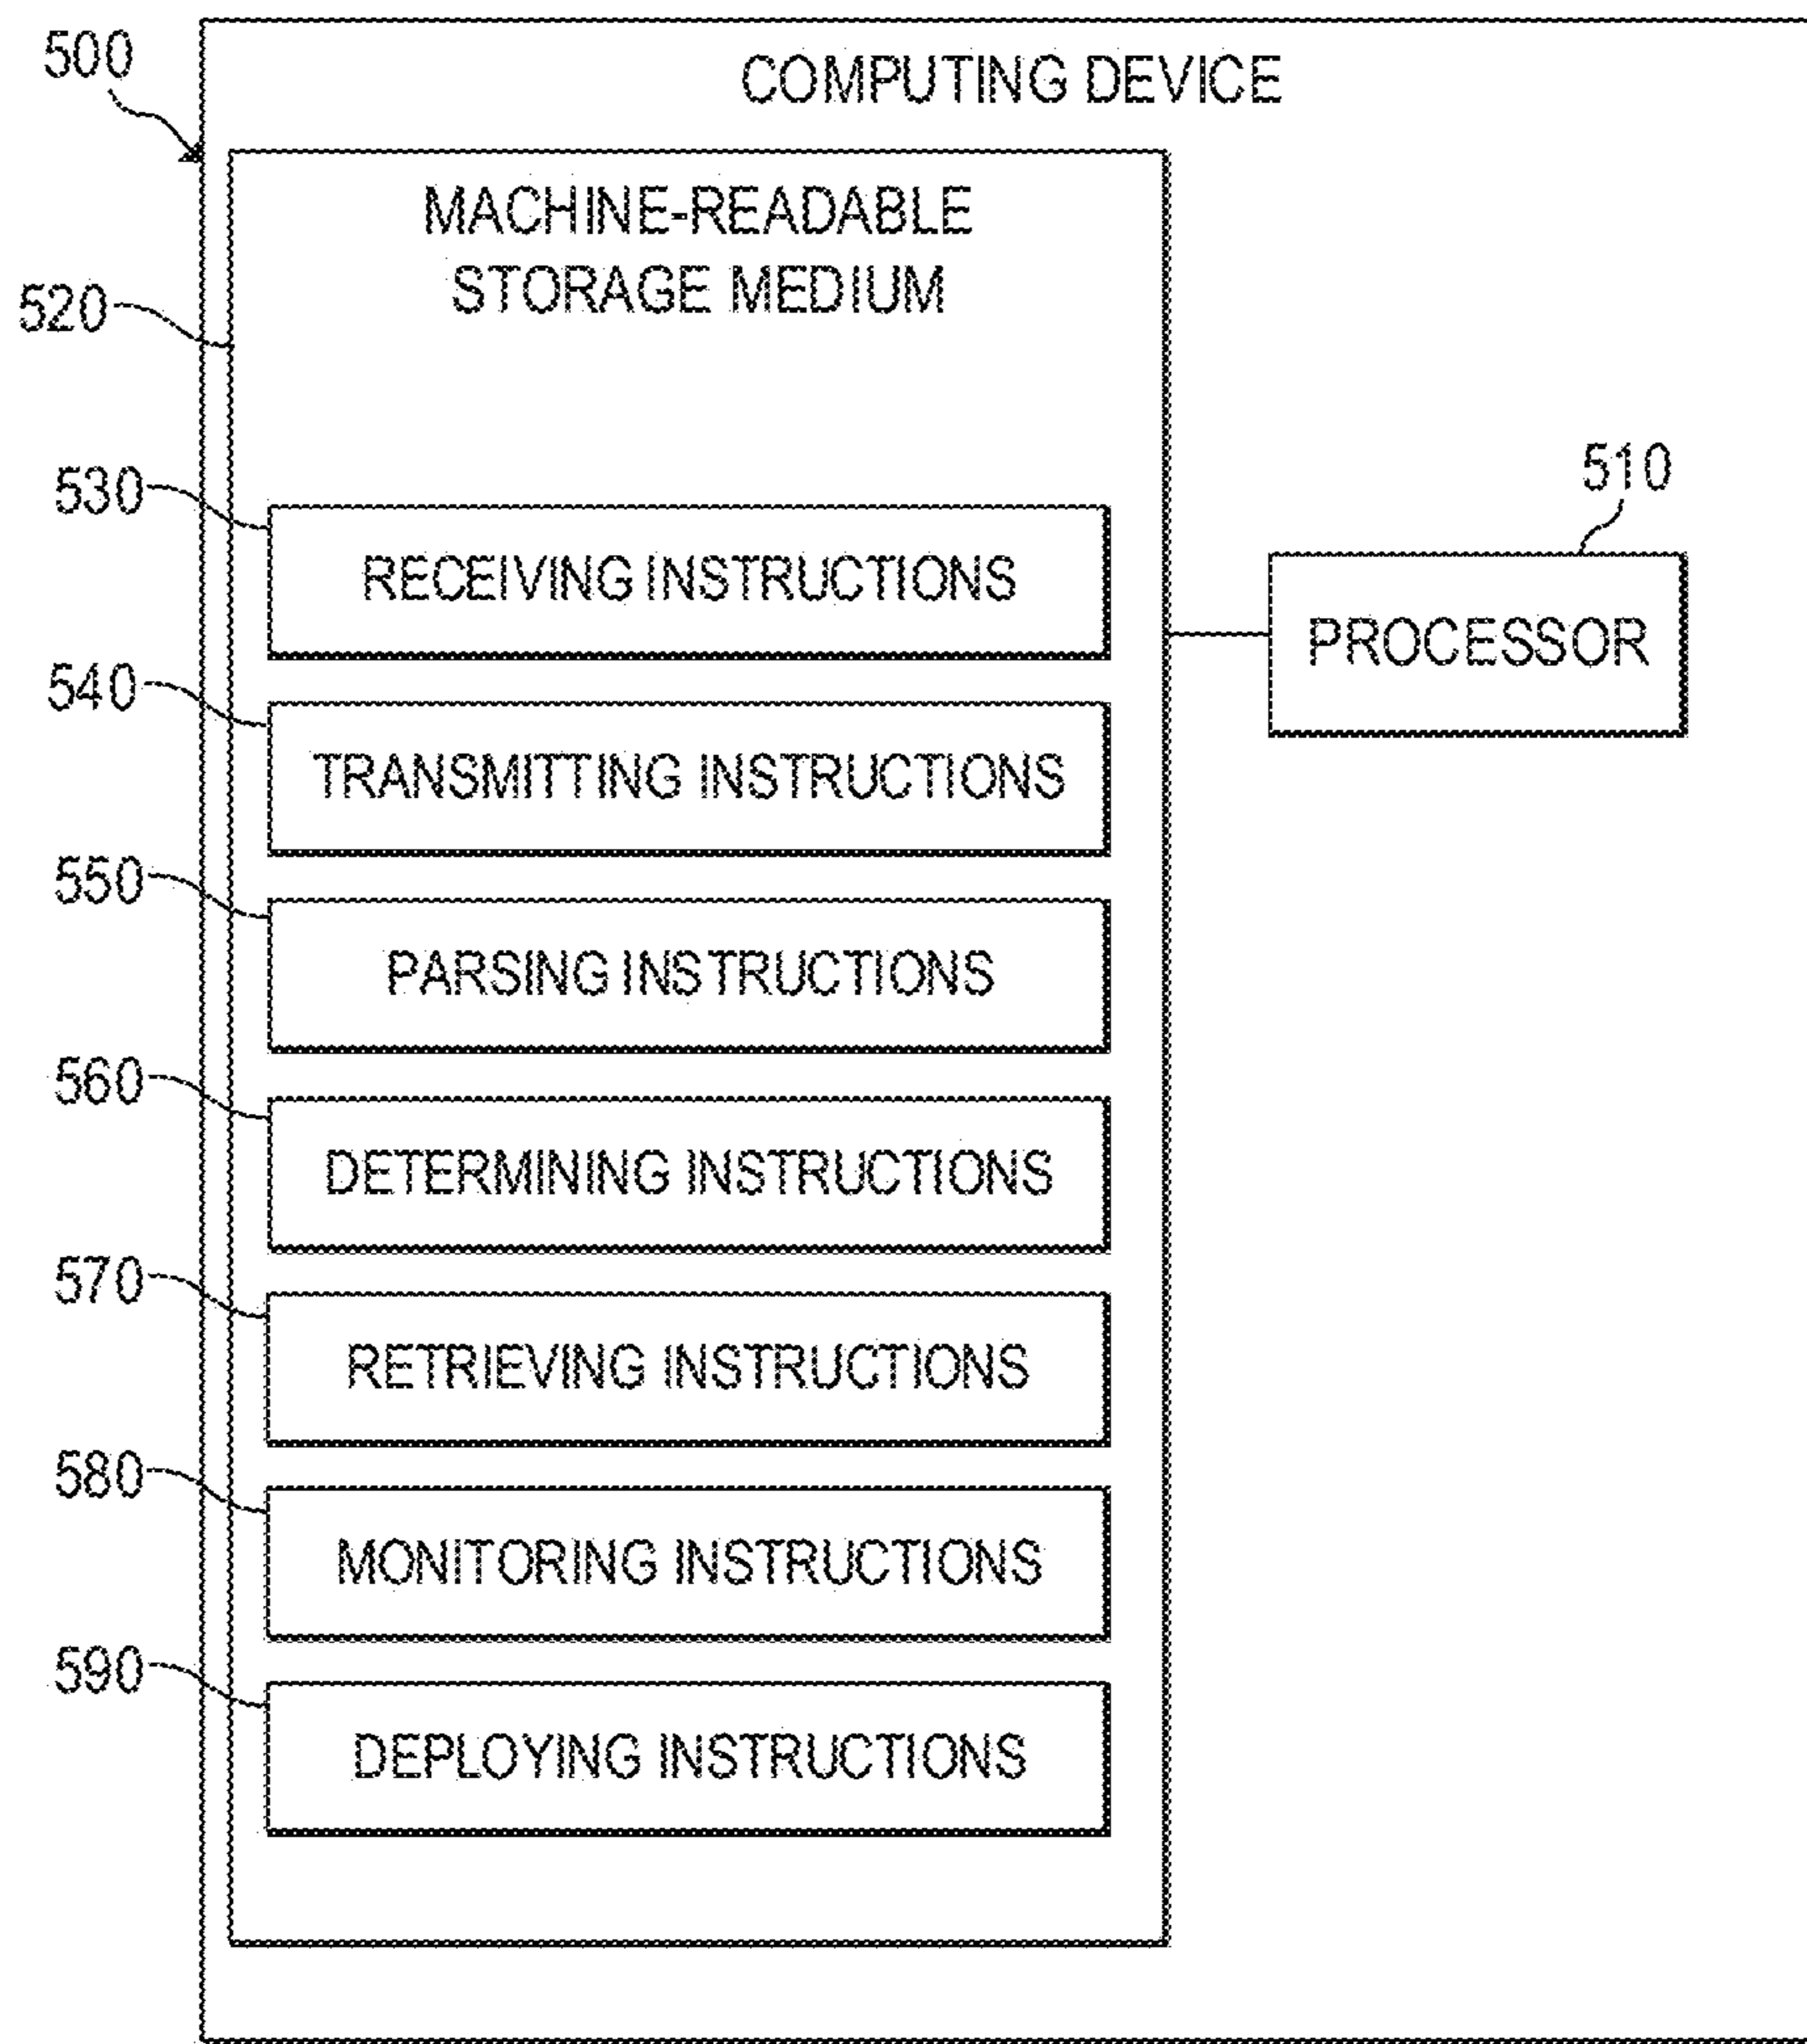 500
COMPUTING DEVICE
MACHINE-READABLE
STORAGE MEDIUM
520
530
RECEIVING INSTRUCTIONS
510
PROCESSOR
540
TRANSMITTING INSTRUCTIONS
550
PARSING INSTRUCTIONS
560
DETERMINING INSTRUCTIONS
570
RETRIEVING INSTRUCTIONS
580
MONITORING INSTRUCTIONS
590
DEPLOYING INSTRUCTIONS